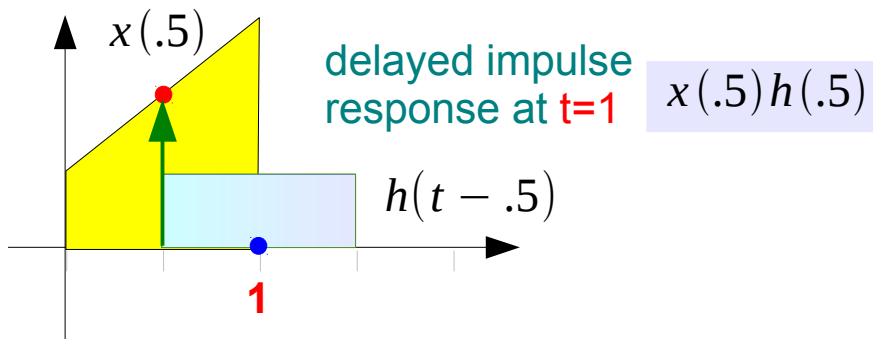 x(.5)
delayed impulse
response at t=1
x(.5)h(.5)
h(t − .5)
1